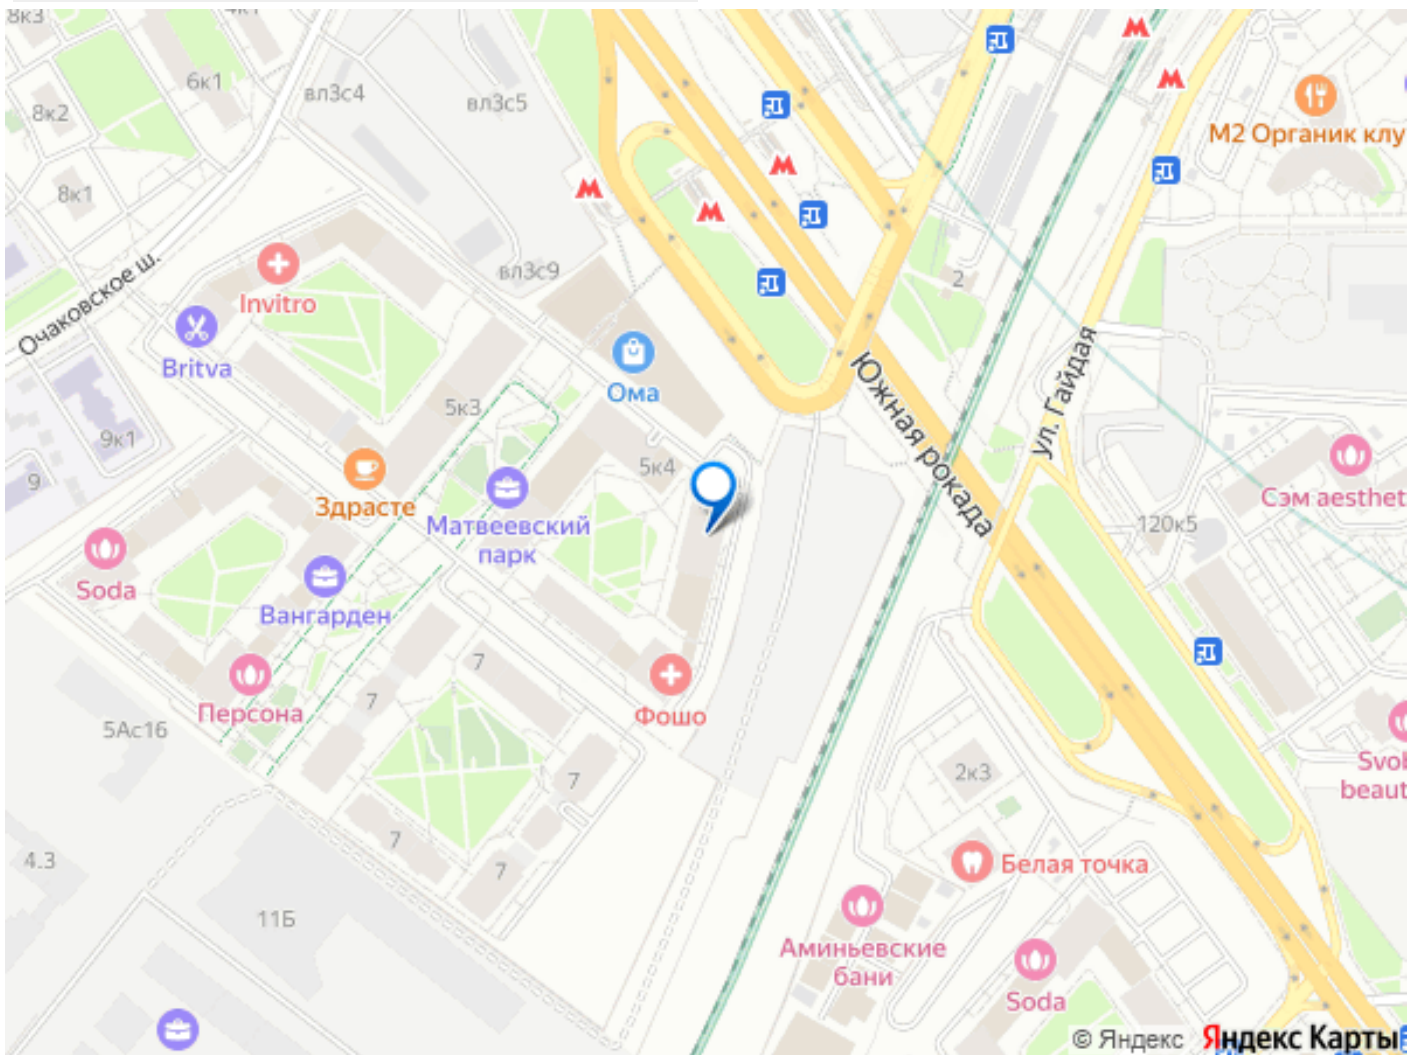 8к3
4к1
6к1
вл3с4
вл3с5
8к2
8к1
М2 Органик клу
вл3с9
2
Invitro
Очаковское ш.
Britva
Ома
Южная рокада
ул. Гайдая
5к3
9к1
5к4
9
Здрасте
Матвеевский
парк
Сэм aesthet
120к5
Soda
Вангарден
7
7
Персона
Фошо
5Ас16
7
2к3
Svob
beaut
7
7
4.3
Белая точка
11Б
Аминьевские
бани
Soda
© Яндекс Яндекс Карты